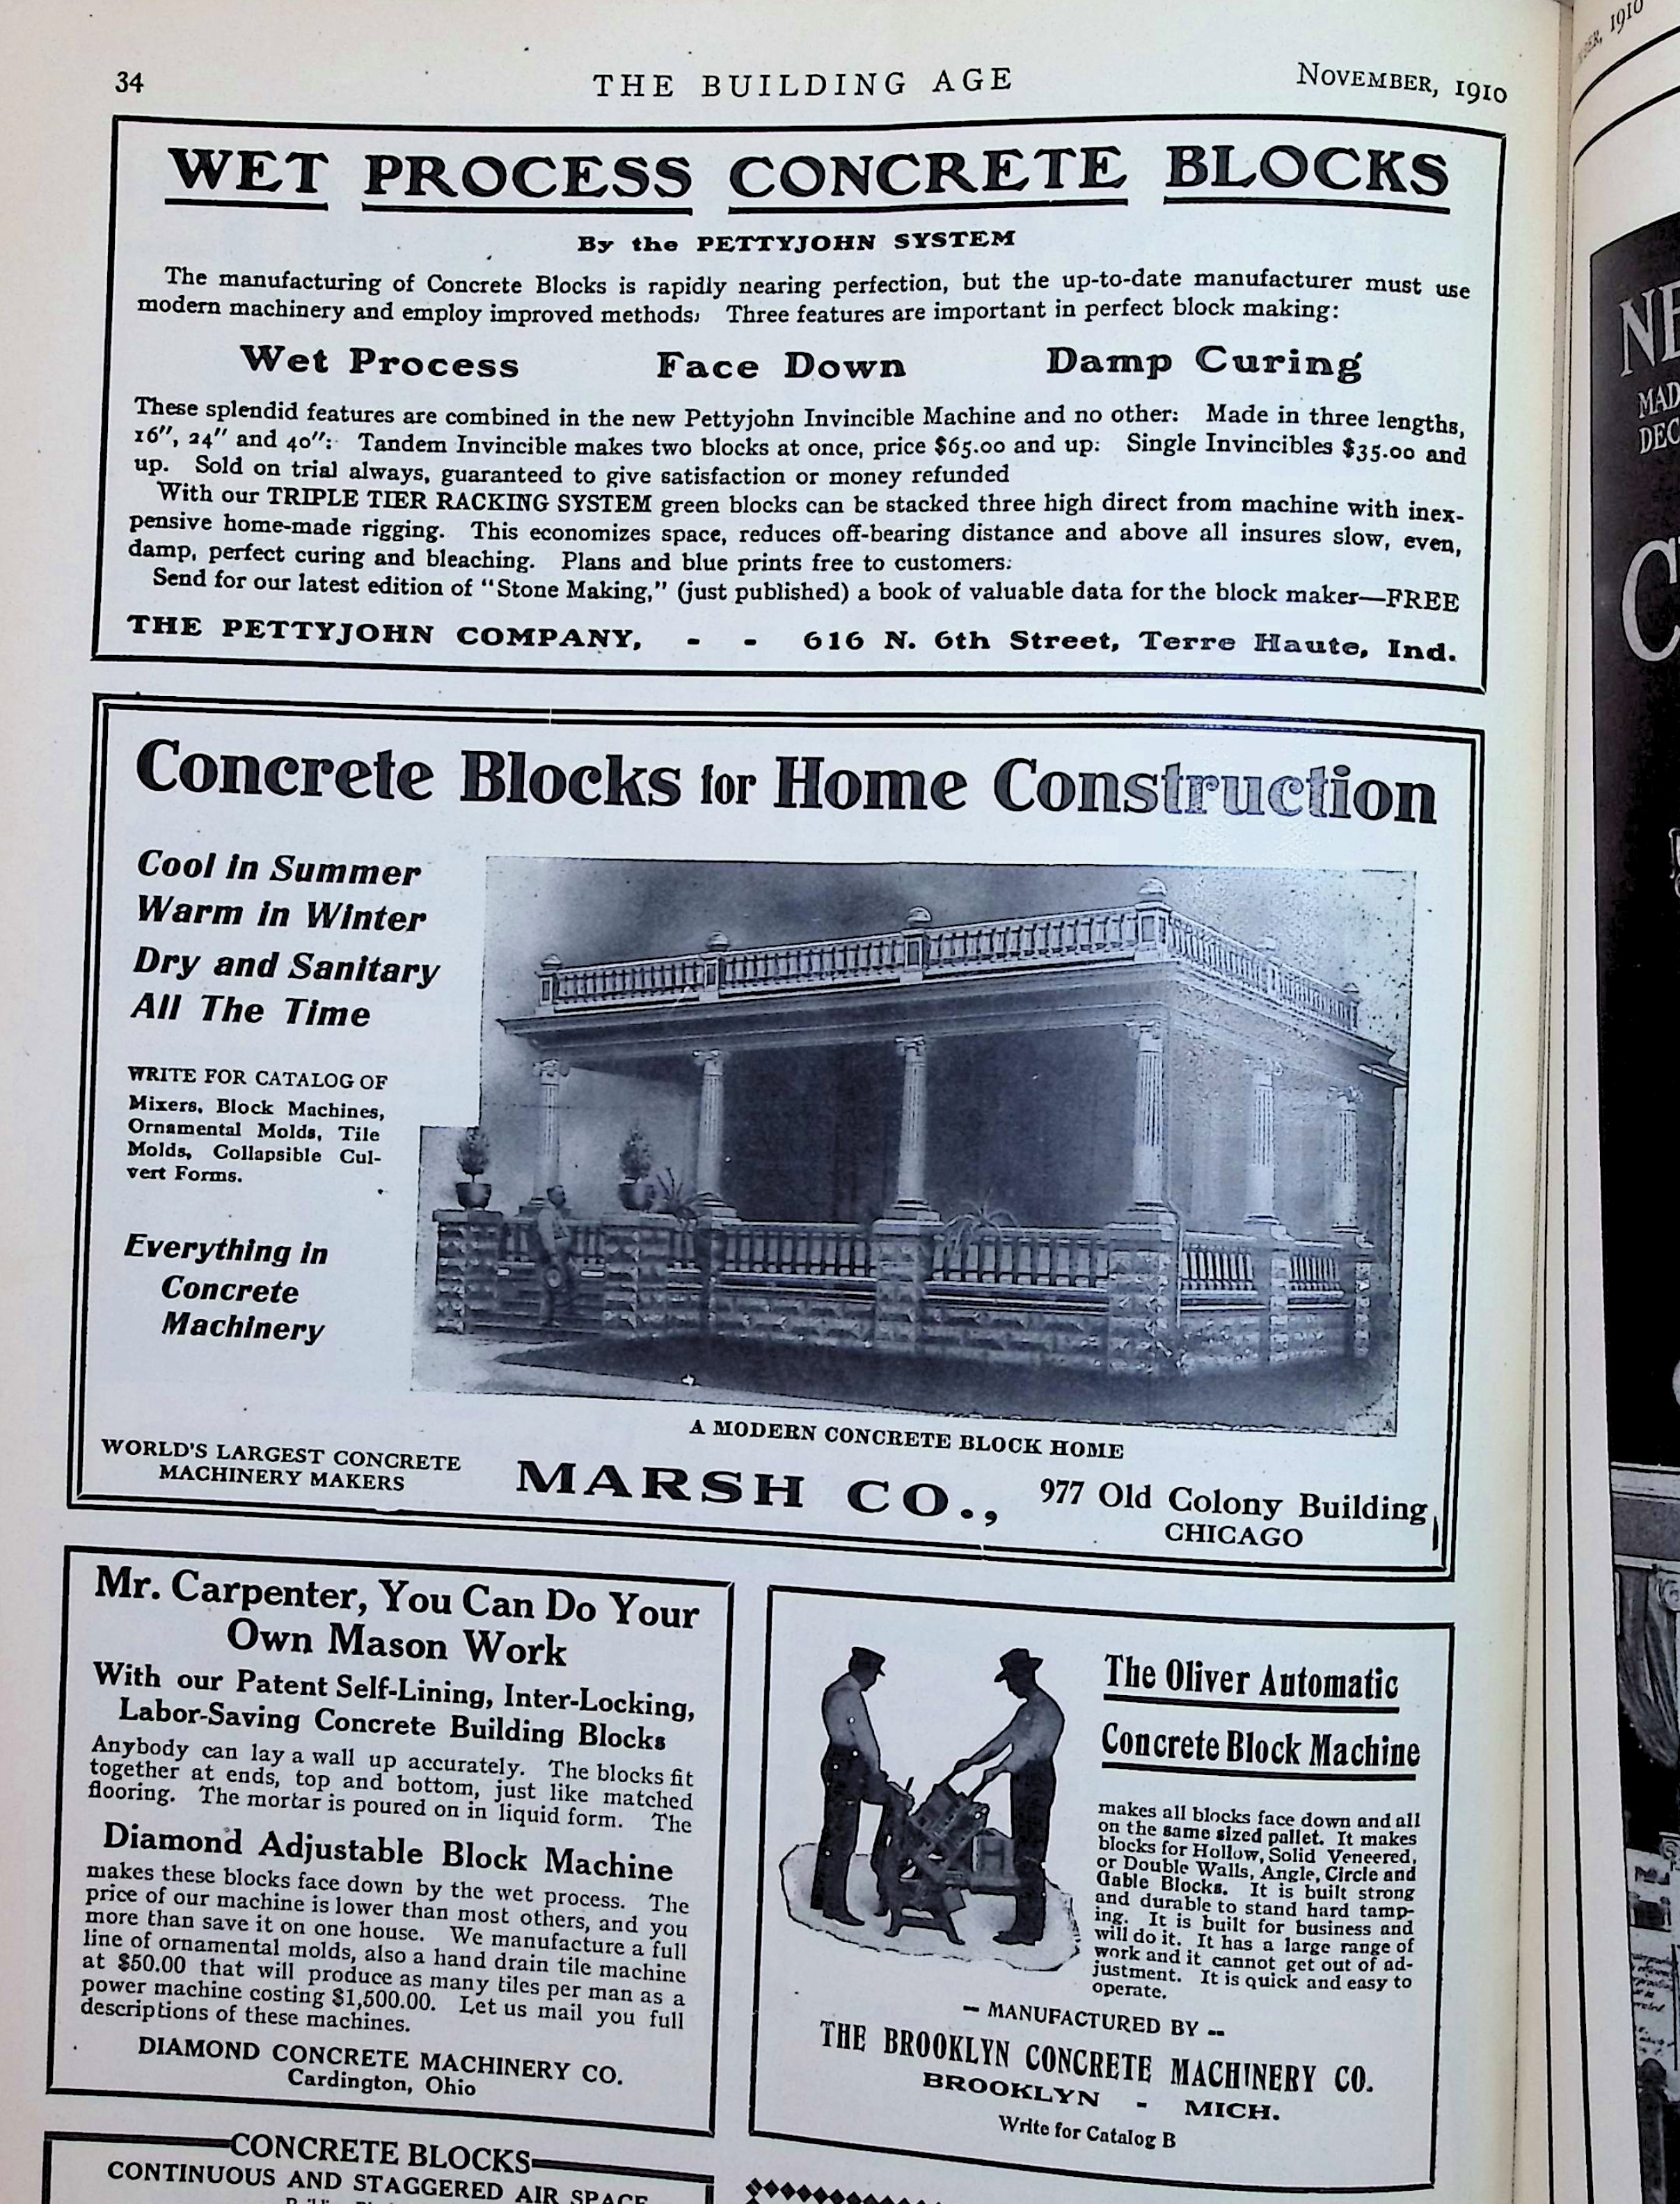 34
THE BUILDING AGE
NOVEMBER, 1910
WET PROCESS CONCRETE BLOCKS
By the PETTYJOHN SYSTEM
The manufacturing of Concrete Blocks is rapidly nearing perfection, but the up-to-date manufacturer must use
modern machinery and employ improved methods, Three features are important in perfect block making:
Wet Process Face Down Damp Curing
These splendid features are combined in the new Pettyjohn Invincible Machine and no other: Made in three lengths,
16", 24" and 40": Tandem Invincible makes two blocks at once, price $65.00 and up: Single Invincibles $35.00 and
up. Sold on trial always, guaranteed to give satisfaction or money refunded
With our TRIPLE TIER RACKING SYSTEM green blocks can be stacked three high direct from machine with inex-
pensive home-made rigging. This economizes space, reduces off-bearing distance and above all insures slow, even,
damp, perfect curing and bleaching. Plans and blue prints free to customers:
Send for our latest edition of "Stone Making," (just published) a book of valuable data for the block maker—FREE
THE PETTYJOHN COMPANY, - - 616 N. 6th Street, Terre Haute, Ind.
Concrete Blocks for Home Construction
Cool in Summer
Warm in Winter
Dry and Sanitary
All The Time
WRITE FOR CATALOG OF
Mixers, Block Machines,
Ornamental Molds, Tile
Molds, Collapsible Cul-
vert Forms.
Everything in
Concrete
Machinery
A MODERN CONCRETE BLOCK HOME
WORLD'S LARGEST CONCRETE
MACHINERY MAKERS
MARSH CO.,
977 Old Colony Building
CHICAGO
Mr. Carpenter, You Can Do Your
Own Mason Work
With our Patent Self-Lining, Inter-Locking,
Labor-Saving Concrete Building Blocks
Anybody can lay a wall up accurately. The blocks fit
together at ends, top and bottom, just like matched
flooring. The mortar is poured on in liquid form. The
Diamond Adjustable Block Machine
makes these blocks face down by the wet process. The
price of our machine is lower than most others, and you
more than save it on one house. We manufacture a full
line of ornamental molds, also a hand drain tile machine
at $50.00 that will produce as many tiles per man as a
power machine costing $1,500.00. Let us mail you full
descriptions of these machines.
DIAMOND CONCRETE MACHINERY CO.
Cardington, Ohio
The Oliver Automatic
Concrete Block Machine
makes all blocks face down and all
on the same sized pallet. It makes
blocks for Hollow, Solid Veneered,
or Double Walls, Angle, Circle and
Gable Blocks. It is built strong
and durable to stand hard tamp-
ing. It is built for business and
will do it. It has a large range of
work and it cannot get out of ad-
justment. It is quick and easy to
operate.
-- MANUFACTURED BY --
THE BROOKLYN CONCRETE MACHINERY CO.
BROOKLYN - MICH.
Write for Catalog B
CONCRETE BLOCKS
CONTINUOUS AND STAGGERED AIR SPACE
1910
MAD
DEC